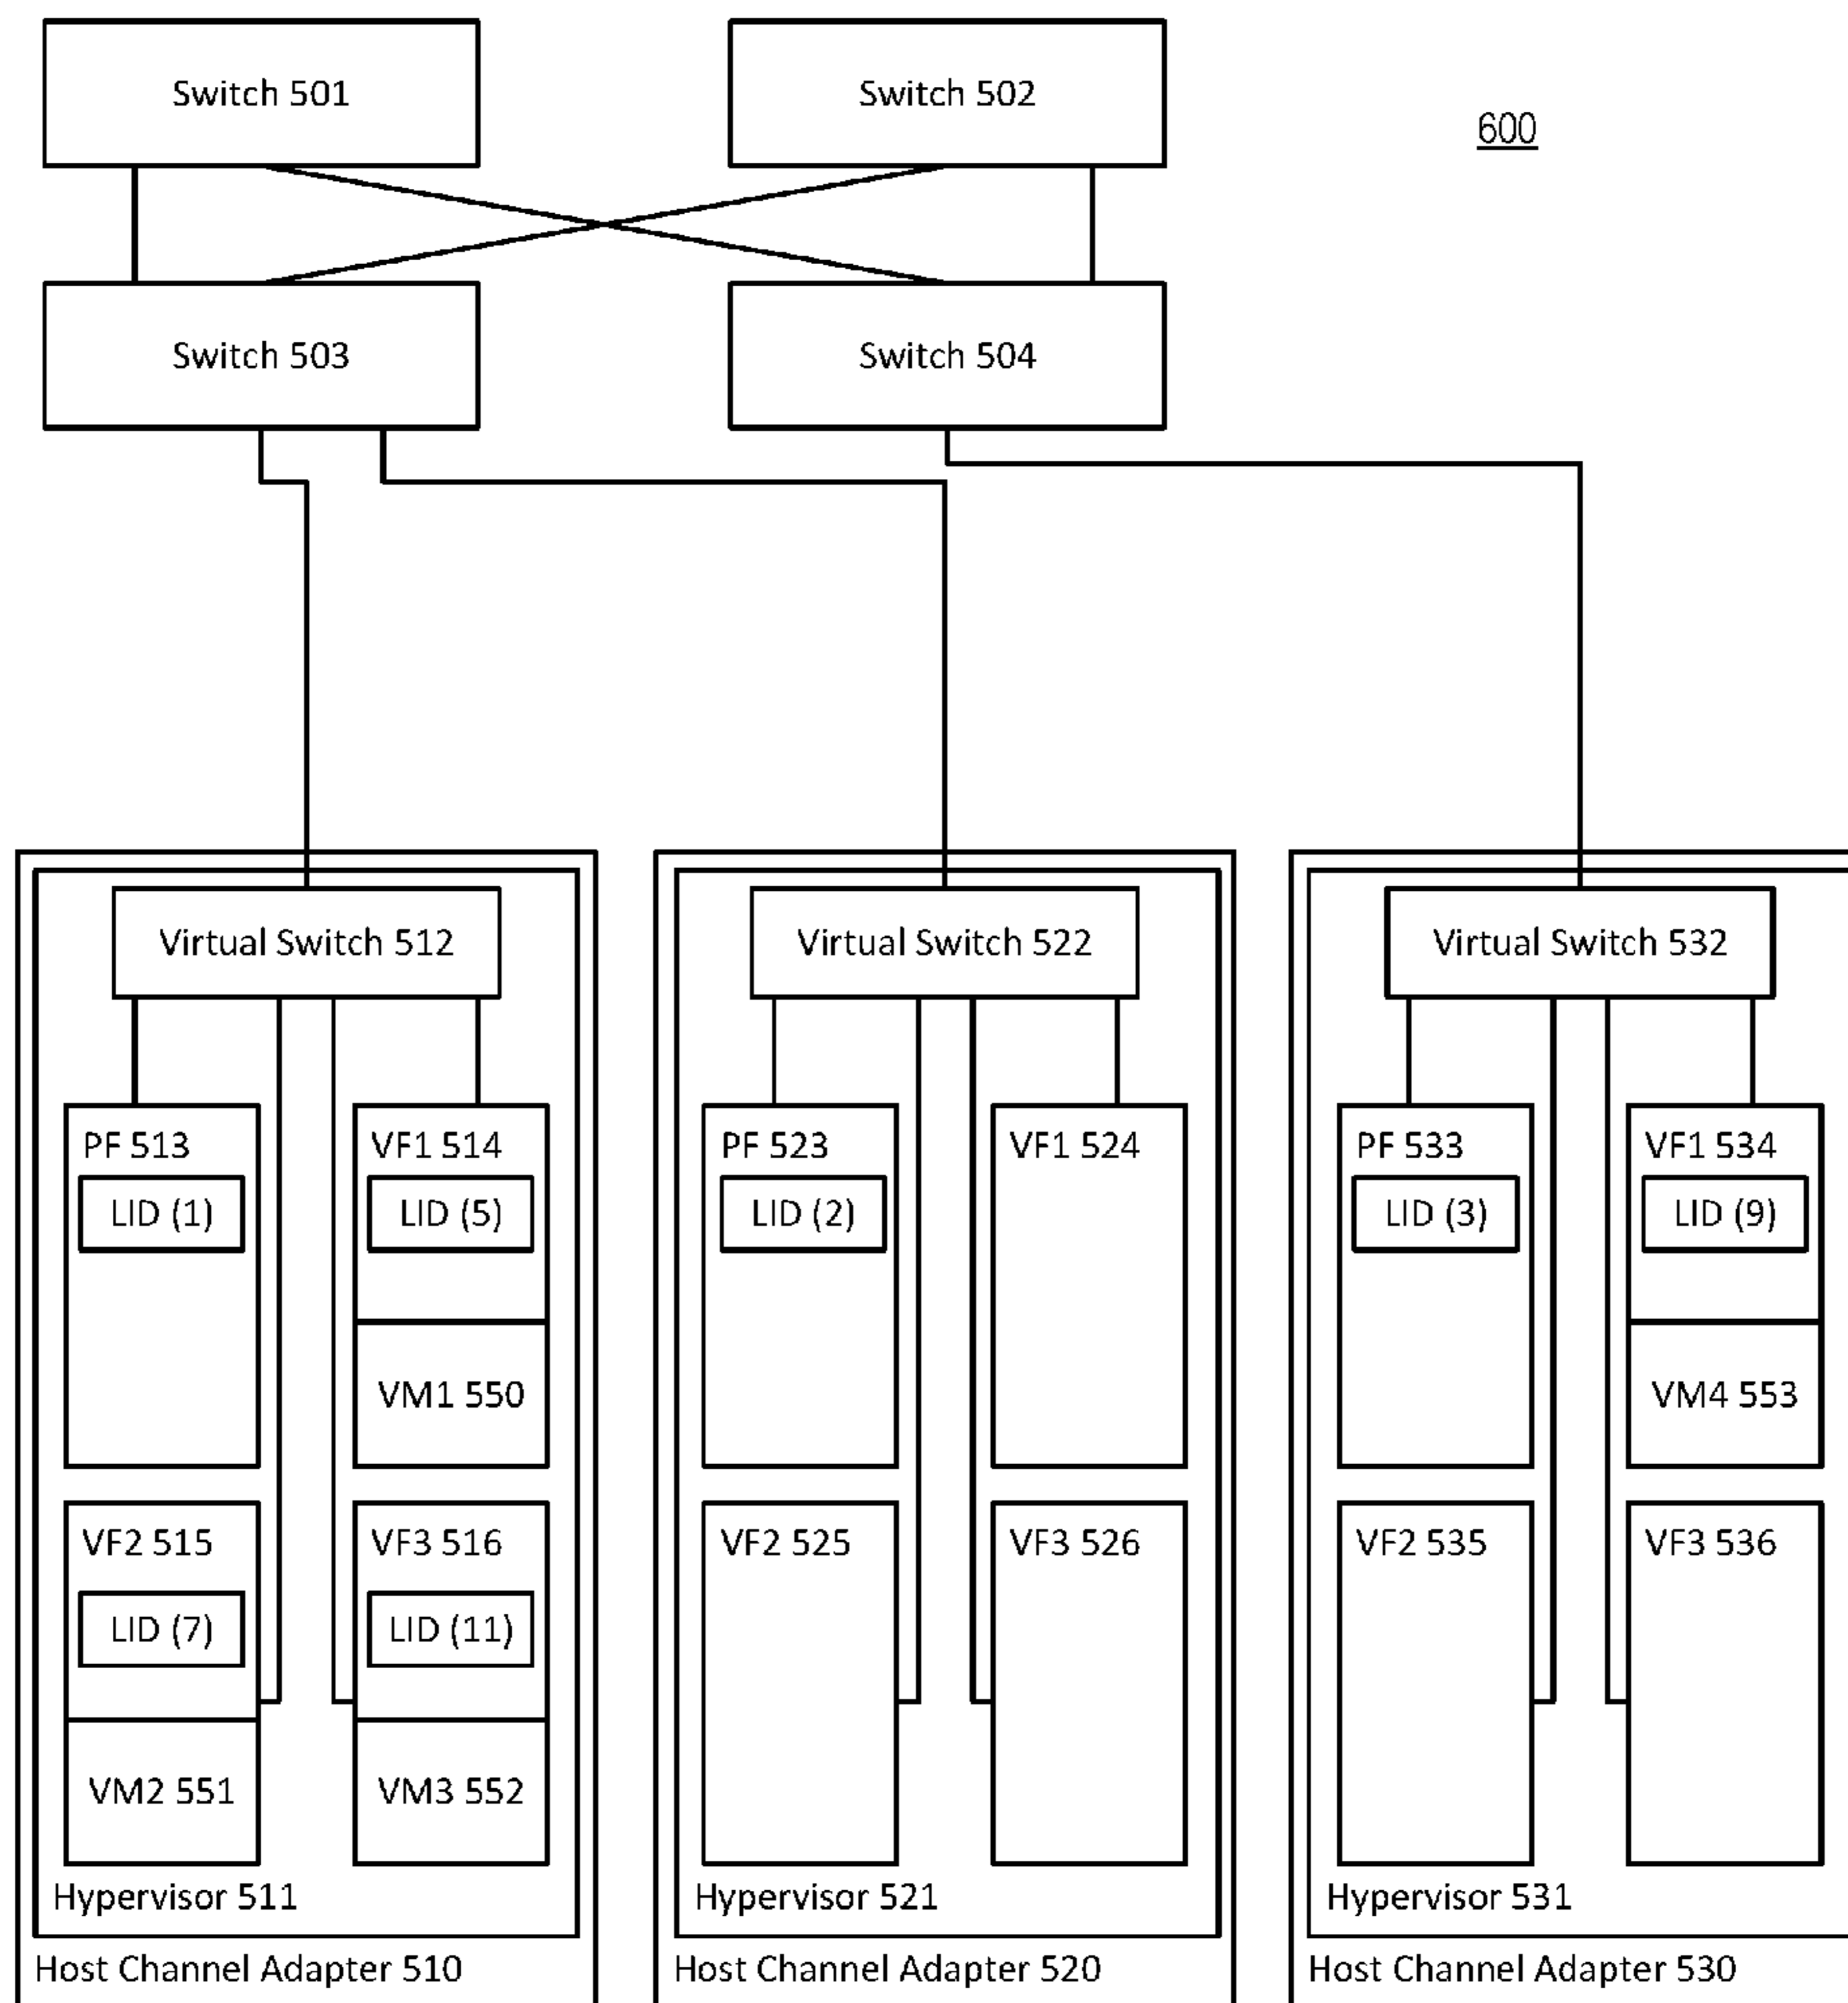 Switch 501
Switch 502
600
Switch 503
Switch 504
Virtual Switch 512
PF 513
LID (1)
VF1 514
LID (5)
VM1 550
VF2 515
LID (7)
VM2 551
VF3 516
LID (11)
VM3 552
Hypervisor 511
Host Channel Adapter 510
Virtual Switch 522
PF 523
LID (2)
VF1 524
VF2 525
VF3 526
Hypervisor 521
Host Channel Adapter 520
Virtual Switch 532
PF 533
LID (3)
VF1 534
LID (9)
VM4 553
VF2 535
VF3 536
Hypervisor 531
Host Channel Adapter 530